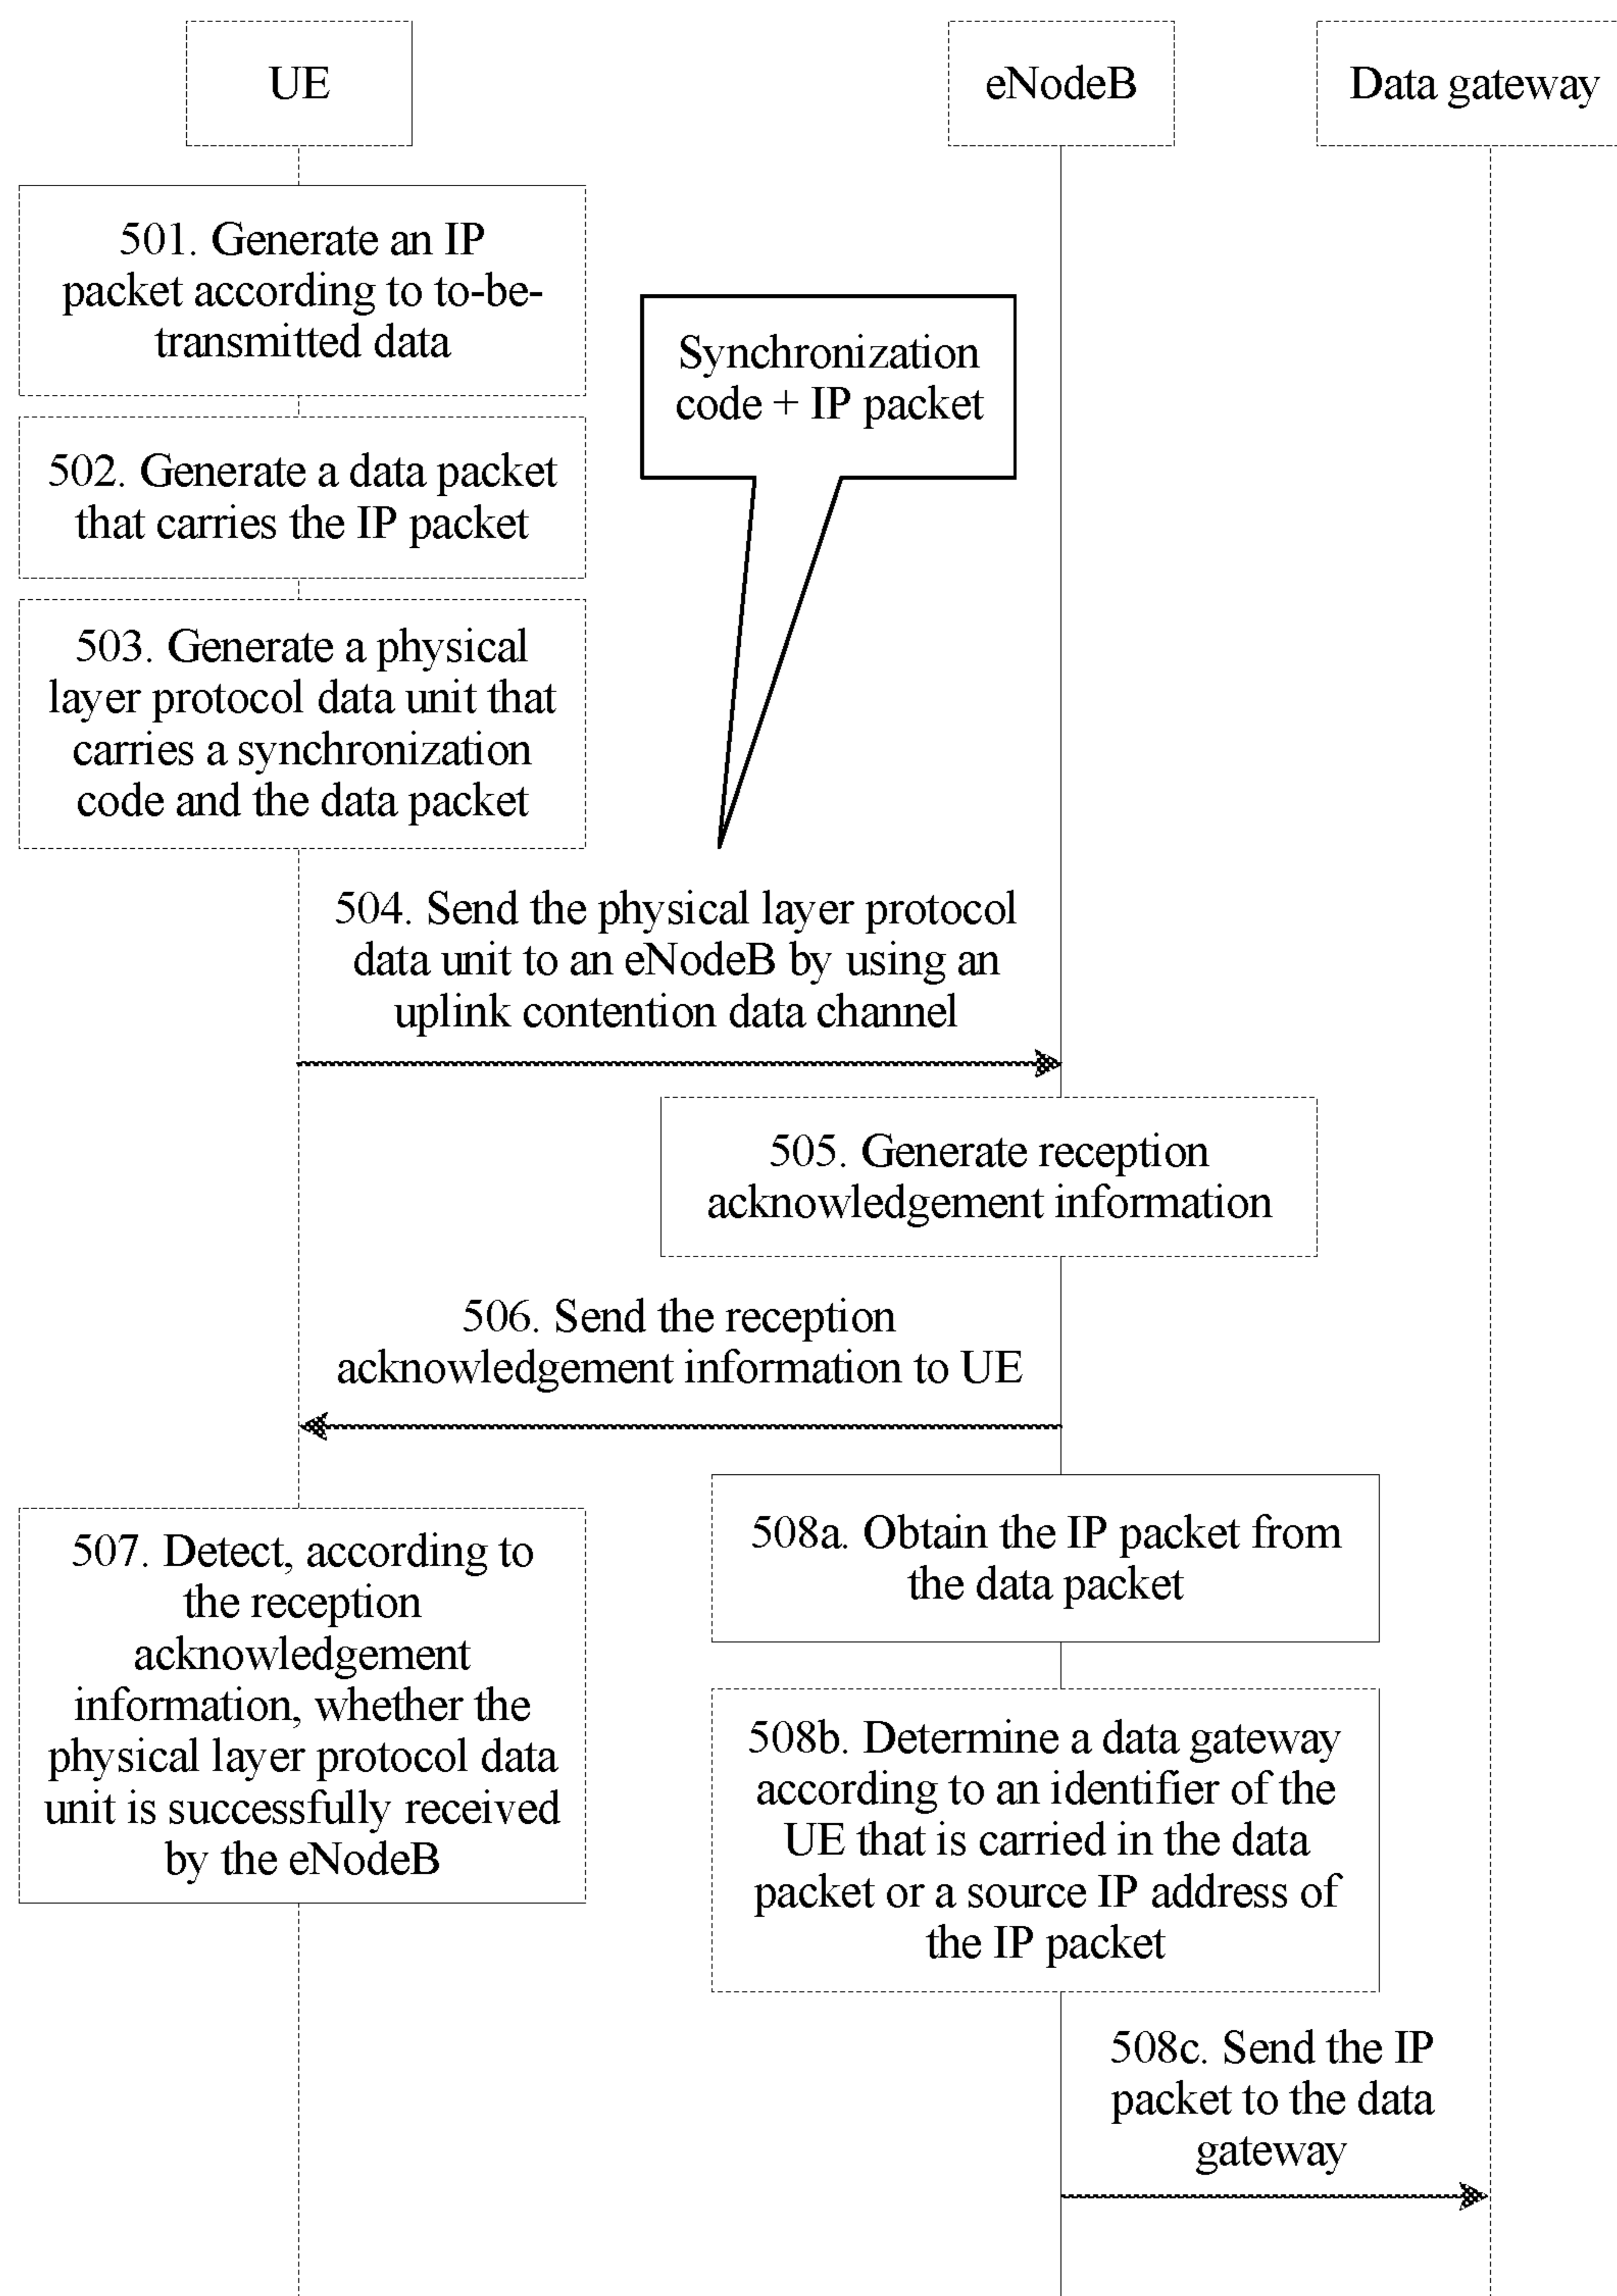 UE
eNodeB
Data gateway
501. Generate an IP
packet according to to-be-
transmitted data
Synchronization
code + IP packet
502. Generate a data packet
that carries the IP packet
503. Generate a physical
layer protocol data unit that
carries a synchronization
code and the data packet
504. Send the physical layer protocol
data unit to an eNodeB by using an
uplink contention data channel
505. Generate reception
acknowledgement information
506. Send the reception
acknowledgement information to UE
507. Detect, according to
the reception
acknowledgement
information, whether the
physical layer protocol data
unit is successfully received
by the eNodeB
508a. Obtain the IP packet from
the data packet
508b. Determine a data gateway
according to an identifier of the
UE that is carried in the data
packet or a source IP address of
the IP packet
508c. Send the IP
packet to the data
gateway